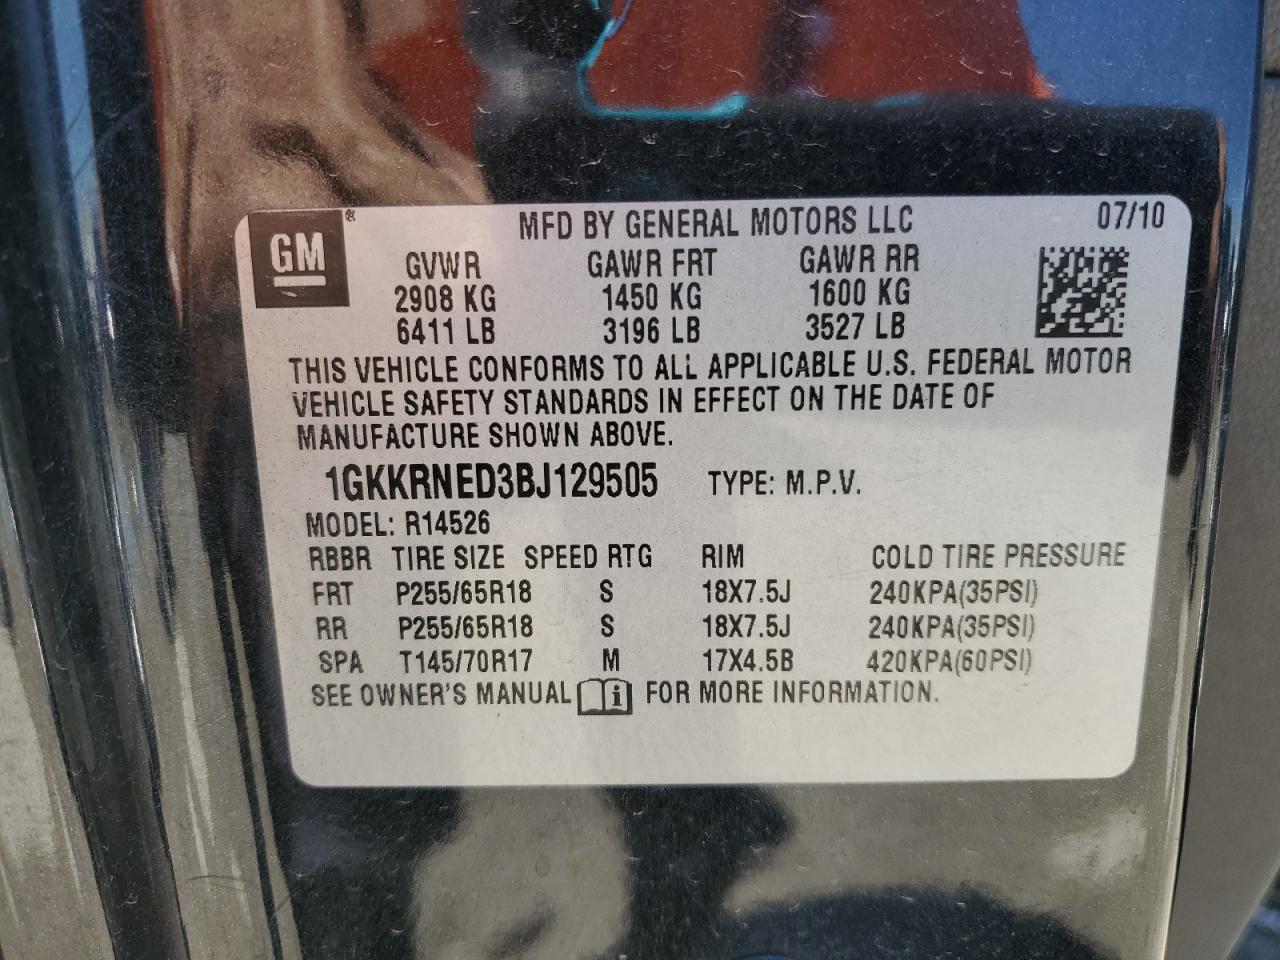 GM ® MFD BY GENERAL MOTORS LLC 07/10
GVWR GAWR FRT GAWR RR
2908 KG 1450 KG 1600 KG
6411 LB 3196 LB 3527 LB
THIS VEHICLE CONFORMS TO ALL APPLICABLE U.S. FEDERAL MOTOR
VEHICLE SAFETY STANDARDS IN EFFECT ON THE DATE OF
MANUFACTURE SHOWN ABOVE.
1GKKRNED3BJ129505 TYPE: M.P.V.
MODEL: R14526
RBBR TIRE SIZE SPEED RTG RIM COLD TIRE PRESSURE
FRT P255/65R18 S 18X7.5J 240KPA(35PSI)
RR P255/65R18 S 18X7.5J 240KPA(35PSI)
SPA T145/70R17 M 17X4.5B 420KPA(60PSI)
SEE OWNER'S MANUAL i FOR MORE INFORMATION.